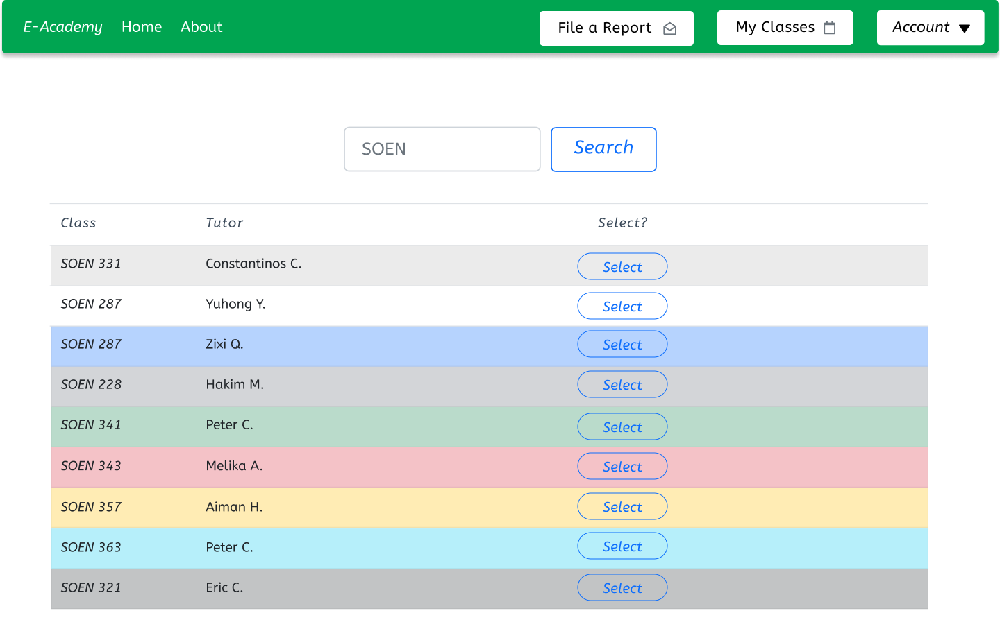 E-Academy Home About File a Report My Classes Account
SOEN Search
Class Tutor Select?
SOEN 331 Constantinos C. Select
SOEN 287 Yuhong Y. Select
SOEN 287 Zixi Q. Select
SOEN 228 Hakim M. Select
SOEN 341 Peter C. Select
SOEN 343 Melika A. Select
SOEN 357 Aiman H. Select
SOEN 363 Peter C. Select
SOEN 321 Eric C. Select